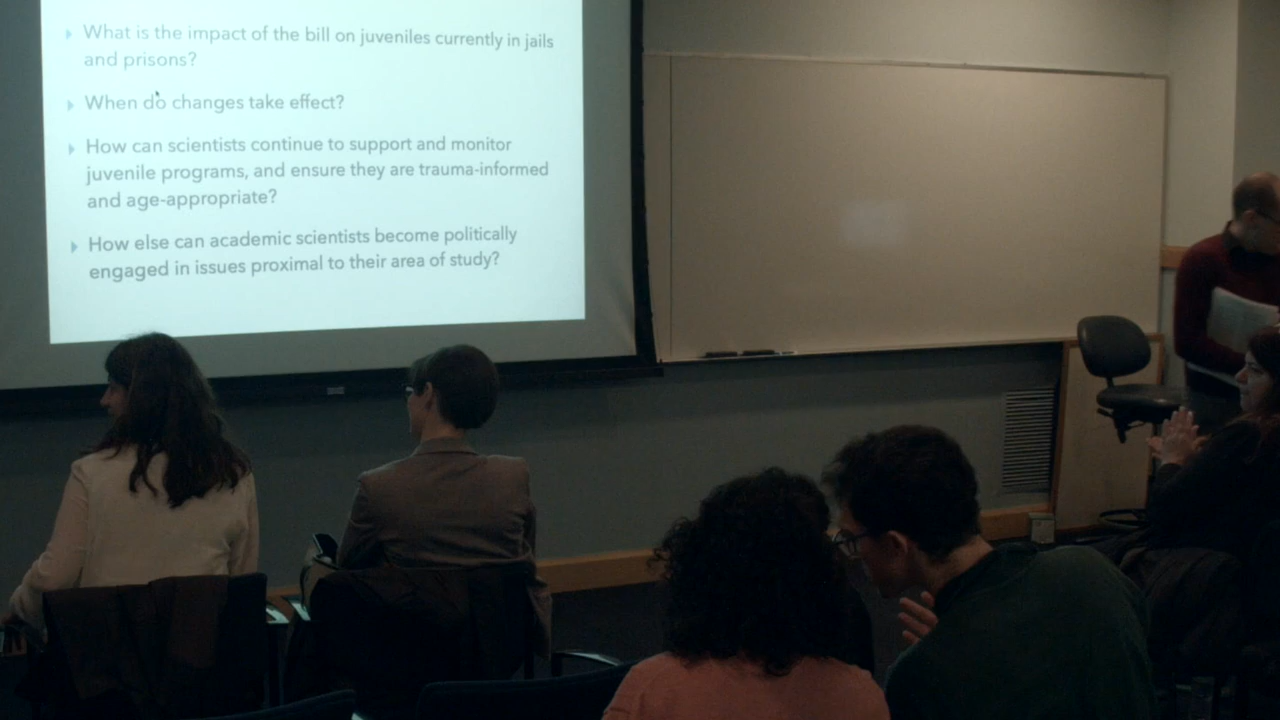 What is the impact of the bill on juveniles currently in jails
and prisons?
When do changes take effect?
How can scientists continue to support and monitor
juvenile programs, and ensure they are trauma-informed
and age-appropriate?
How else can academic scientists become politically
engaged in issues proximal to their area of study?